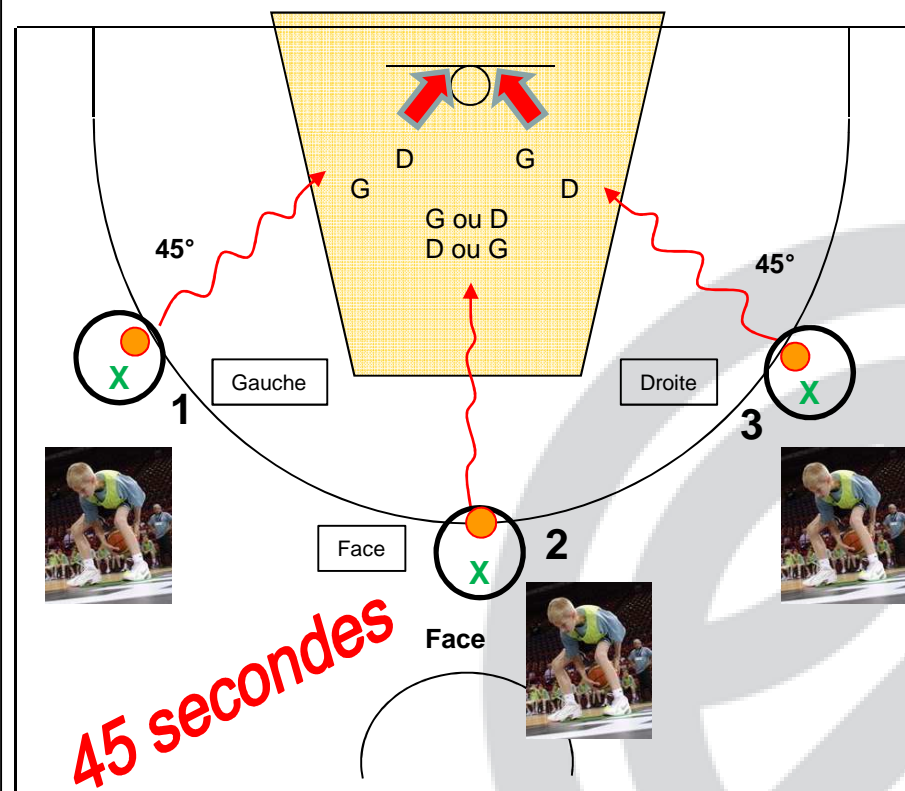 D
G
G
D
G ou D
D ou G
45°
45°
X
1
Gauche
Droite
X
3
Face
X
2
Face
45 secondes